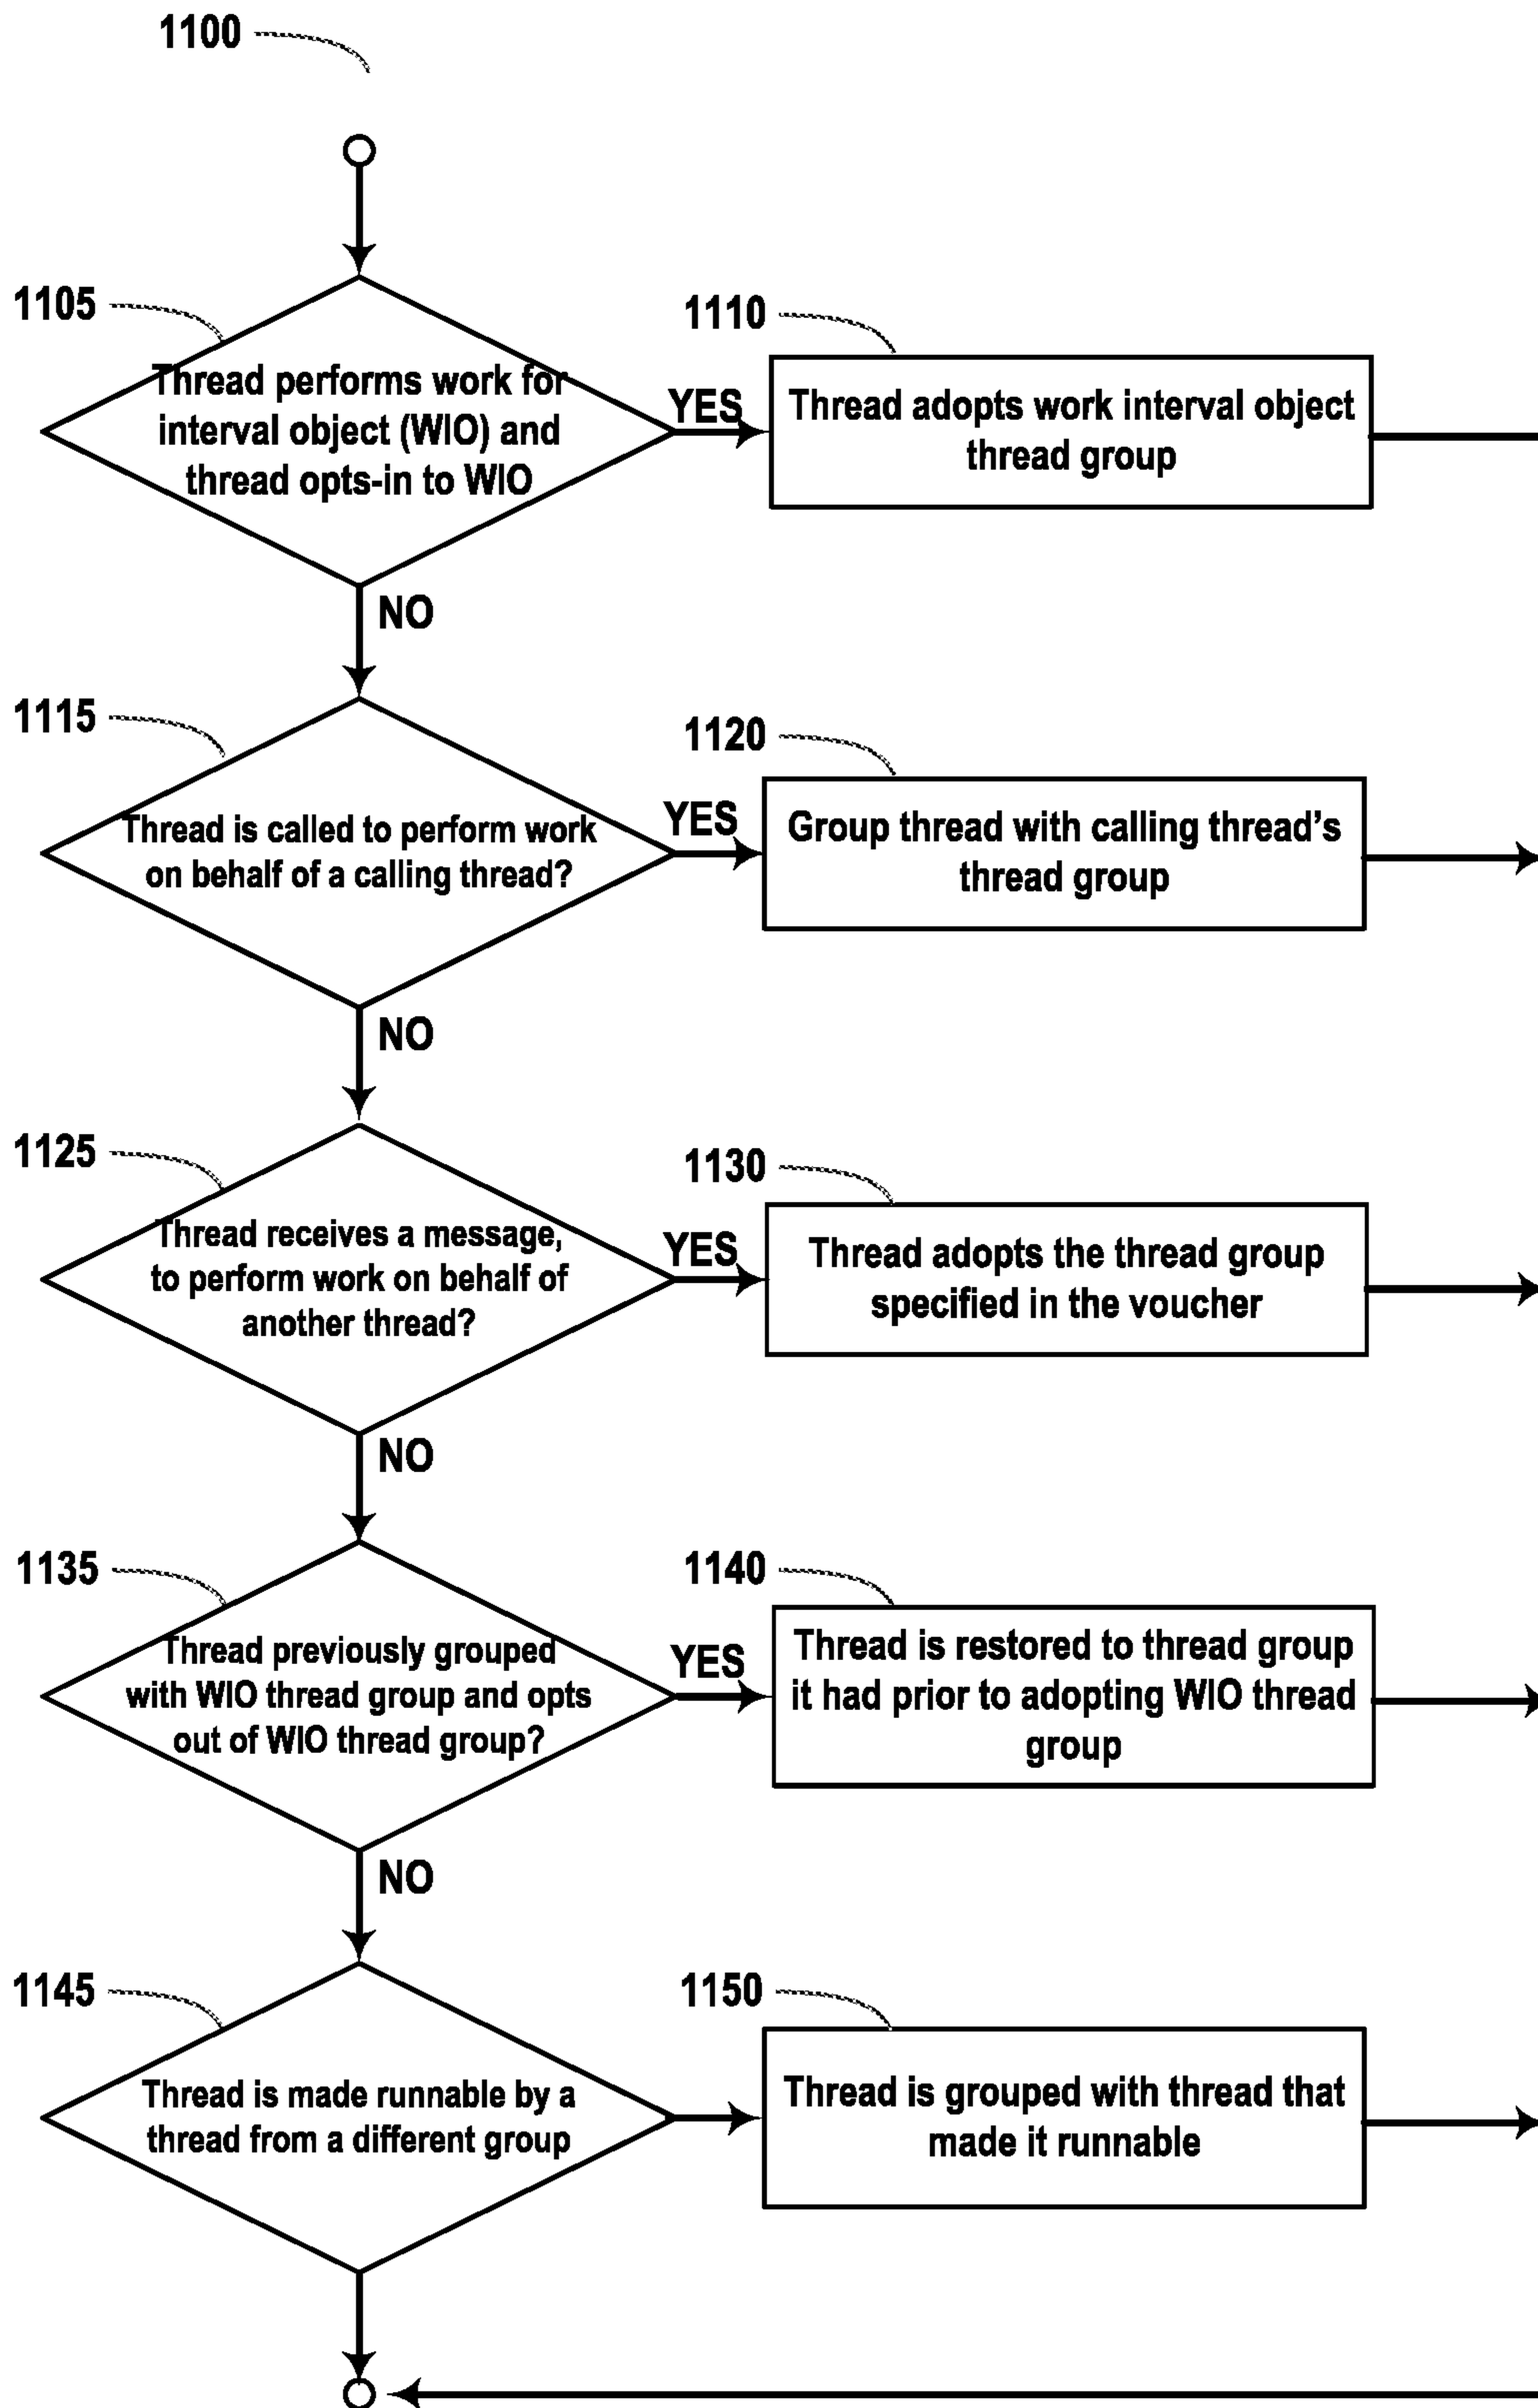 1100
1105
Thread performs work for
interval object (WIO) and
thread opts-in to WIO
YES
1110
Thread adopts work interval object
thread group
NO
1115
Thread is called to perform work
on behalf of a calling thread?
YES
1120
Group thread with calling thread's
thread group
NO
1125
Thread receives a message,
to perform work on behalf of
another thread?
YES
1130
Thread adopts the thread group
specified in the voucher
NO
1135
Thread previously grouped
with WIO thread group and opts
out of WIO thread group?
YES
1140
Thread is restored to thread group
it had prior to adopting WIO thread
group
NO
1145
Thread is made runnable by a
thread from a different group
1150
Thread is grouped with thread that
made it runnable